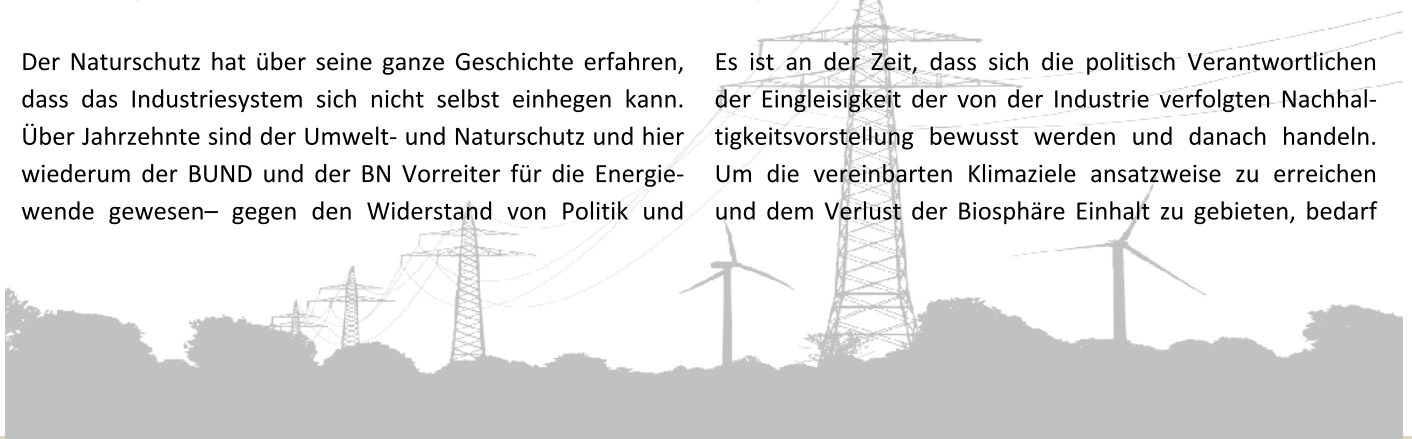 Der Naturschutz hat über seine ganze Geschichte erfahren,
dass das Industriesystem sich nicht selbst einhegen kann.
Über Jahrzehnte sind der Umwelt- und Naturschutz und hier
wiederum der BUND und der BN Vorreiter für die Energie-
wende gewesen– gegen den Widerstand von Politik und
Es ist an der Zeit, dass sich die politisch Verantwortlichen
der Eingleisigkeit der von der Industrie verfolgten Nachhal-
tigkeitsvorstellung bewusst werden und danach handeln.
Um die vereinbarten Klimaziele ansatzweise zu erreichen
und dem Verlust der Biosphäre Einhalt zu gebieten, bedarf